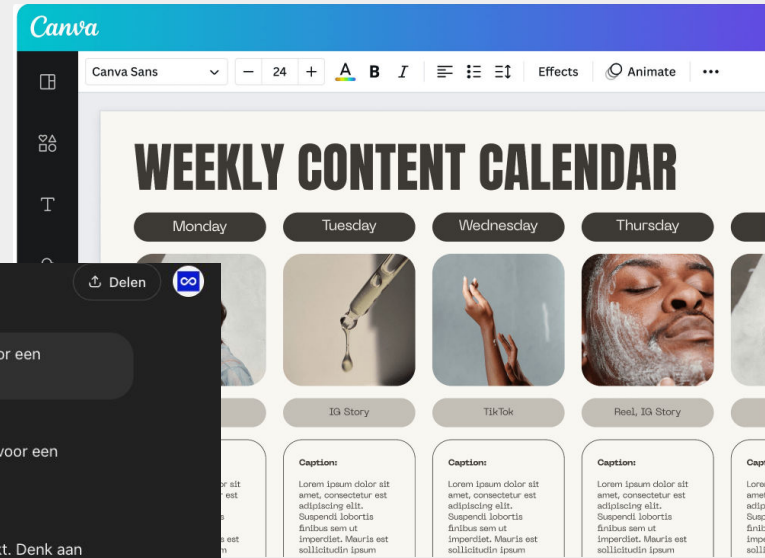 Canva
Canva Sans
24
A B I
Effects
Animate
WEEKLY CONTENT CALENDAR
Monday
Tuesday
Wednesday
Thursday
IG Story
TikTok
Reel, IG Story
Caption:
Lorem ipsum dolor sit
amet, consectetur est
adipiscing elit.
Suspendi lobortis
finibus sem ut
imperdiet. Mauris est
sollicitudin ipsum
Caption:
Lorem ipsum dolor sit
amet, consectetur est
adipiscing elit.
Suspendi lobortis
finibus sem ut
imperdiet. Mauris est
sollicitudin ipsum
Caption:
Lorem ipsum dolor sit
amet, consectetur est
adipiscing elit.
Suspendi lobortis
finibus sem ut
imperdiet. Mauris est
sollicitudin ipsum
Delen
een
voor een
Denk aan